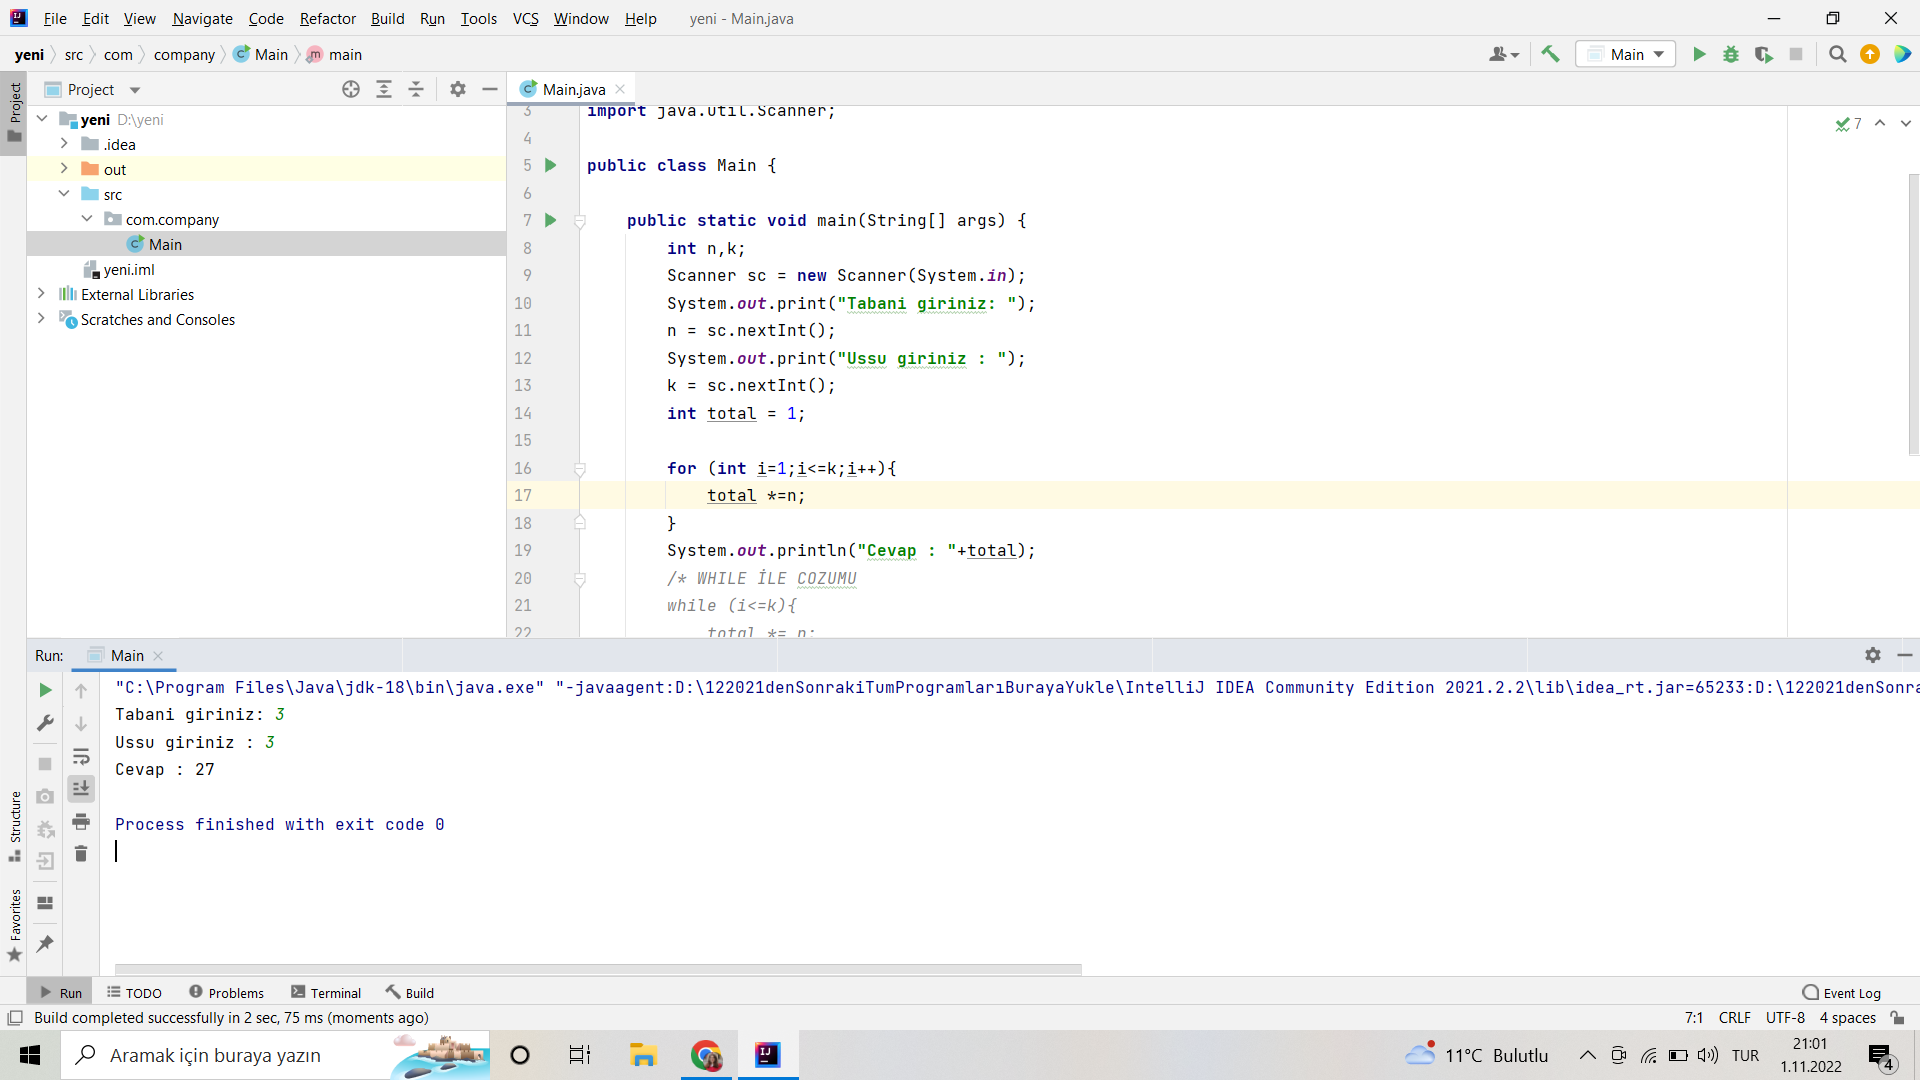 File Edit View Navigate Code Refactor Build Run Tools VCS Window Help yeni - Main.java
yeni src com company Main main
Main
Project
Main.java
Project
yeni D:\yeni
.idea
out
src
com.company
Main
yeni.iml
External Libraries
Scratches and Consoles
7
3 import java.util.Scanner;
4
5 public class Main {
6
7 public static void main(String[] args) {
8 int n,k;
9 Scanner sc = new Scanner(System.in);
10 System.out.print("Tabani giriniz: ");
11 n = sc.nextInt();
12 System.out.print("Ussu giriniz : ");
13 k = sc.nextInt();
14 int total = 1;
15
16 for (int i=1;i<=k;i++){
17 total *=n;
18 }
19 System.out.println("Cevap : "+total);
20 /* WHILE İLE COZUMU
21 while (i<=k){
22 total *= n;
Run: Main
"C:\Program Files\Java\jdk-18\bin\java.exe" "-javaagent:D:\122021denSonrakiTumProgramlarıBurayaYukle\IntelliJ IDEA Community Edition 2021.2.2\lib\idea_rt.jar=65233:D:\122021denSonra
Tabani giriniz: 3
Ussu giriniz : 3
Cevap : 27
Process finished with exit code 0
Structure
Favorites
Run TODO Problems Terminal Build Event Log
Build completed successfully in 2 sec, 75 ms (moments ago) 7:1 CRLF UTF-8 4 spaces
Aramak için buraya yazın
11°C Bulutlu
TUR
21:01
1.11.2022
4